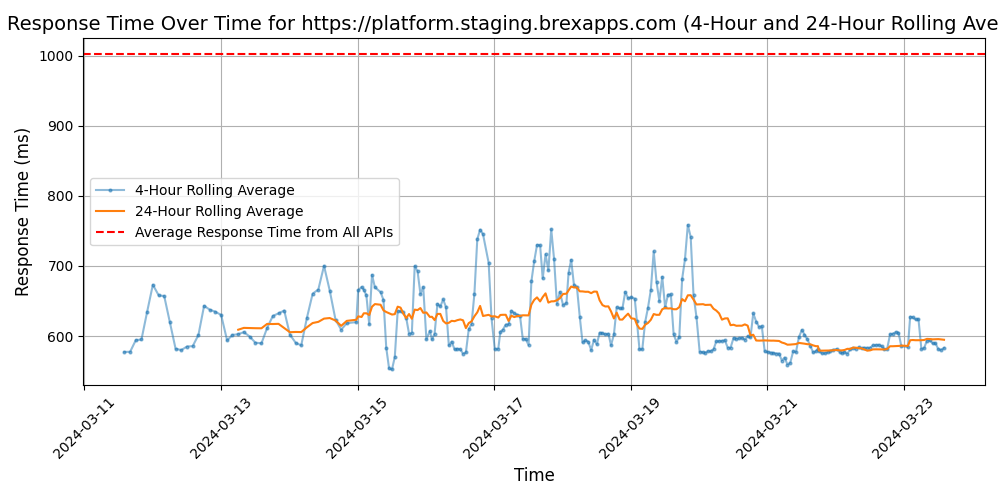 Response Time Over Time for https://platform.staging.brexapps.com (4-Hour and 24-Hour Rolling Ave
Response Time (ms)
1000
900
800
700
600
4-Hour Rolling Average
24-Hour Rolling Average
Average Response Time from All APIs
2024-03-11
2024-03-13
2024-03-15
2024-03-17
2024-03-19
2024-03-21
2024-03-23
Time